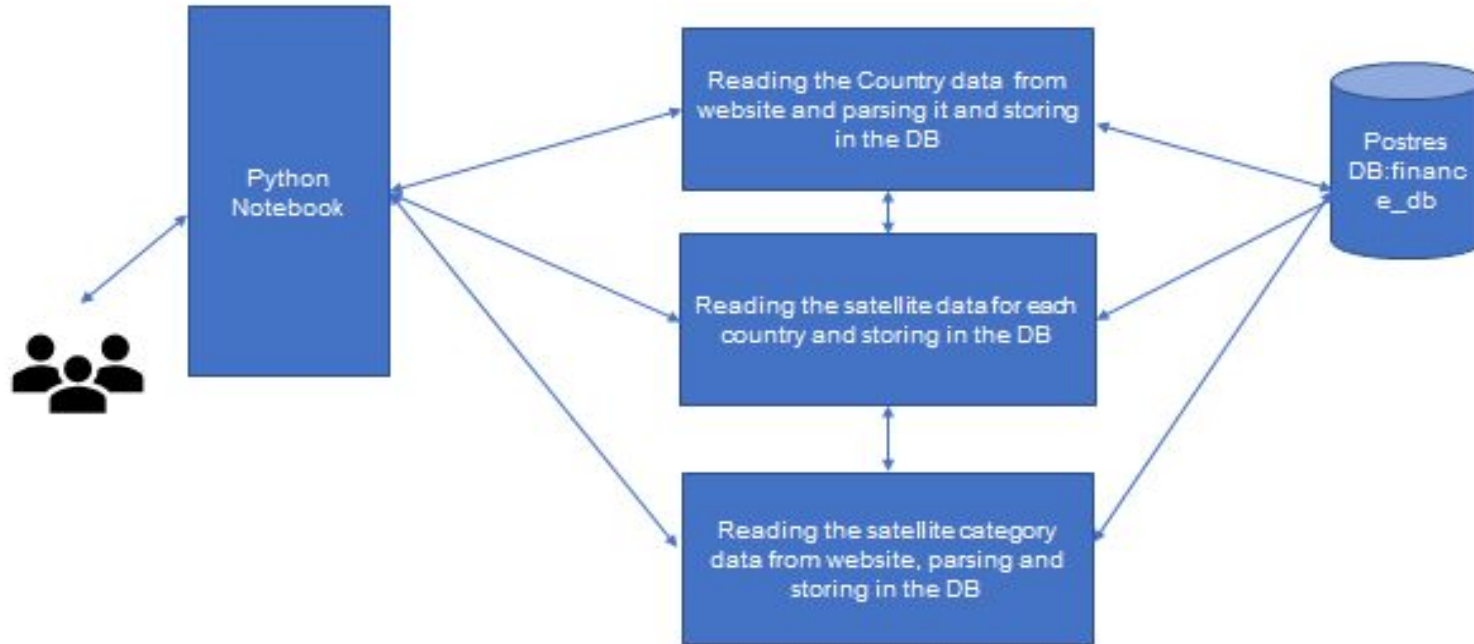 Python
Notebook
Reading the Country data from
website and parsing it and storing
in the DB
Reading the satellite data for each
country and storing in the DB
Reading the satellite category
data from website, parsing and
storing in the DB
Postres
DB:financ
e_db